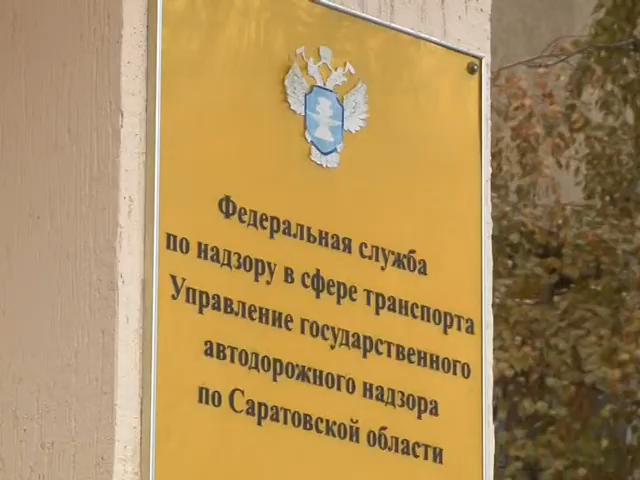 Федеральная служба
по надзору в сфере транспорта
Управление государственного
автодорожного надзора
по Саратовской области